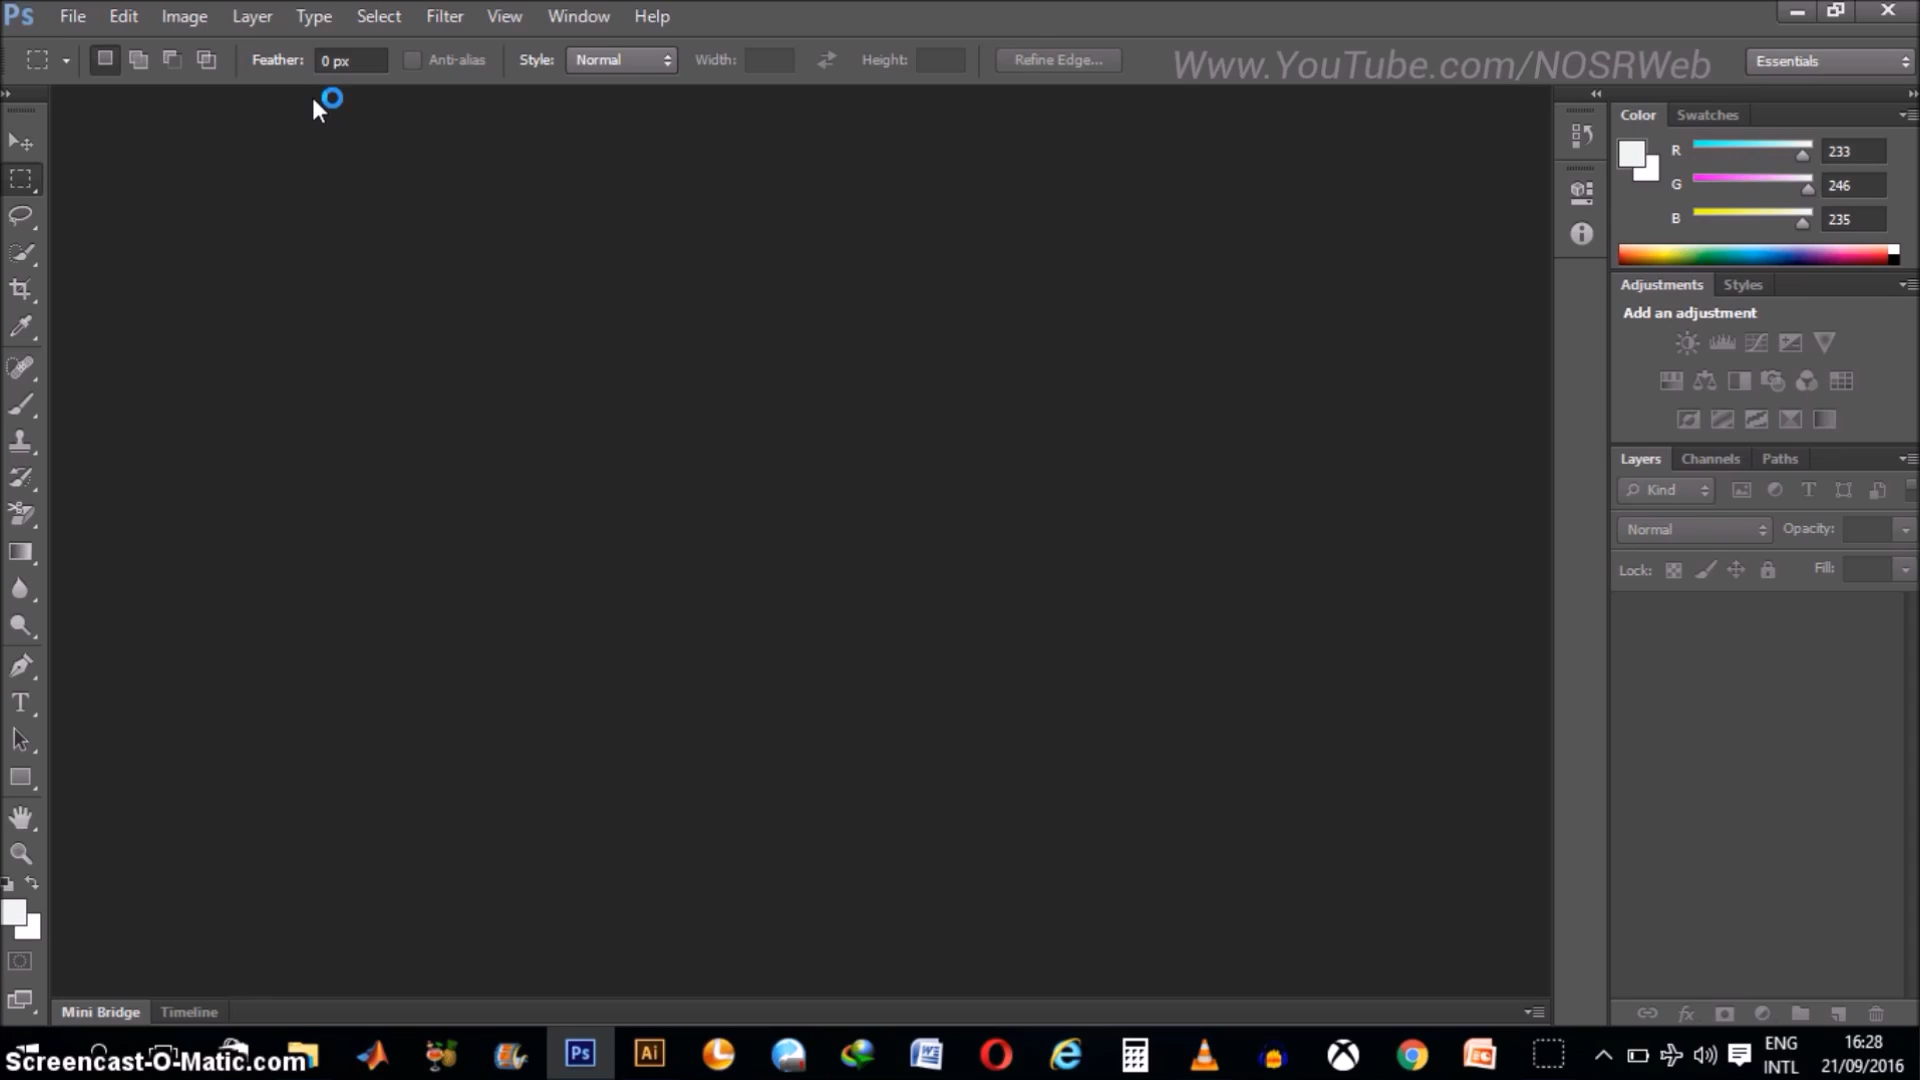 Ps File Edit Image Layer Type Select Filter View Window Help
Feather: 0 px Anti-alias Style: Normal Width: Height: Refine Edge... Www.YouTube.com/NOSRWeb Essentials
Color Swatches
R 233
G 246
B 235
Adjustments Styles
Add an adjustment
Layers Channels Paths
Kind
Normal Opacity:
Lock: Fill:
Mini Bridge Timeline
Screencast-O-Matic.com Ps Ai ENG 16:28
INTL 21/09/2016